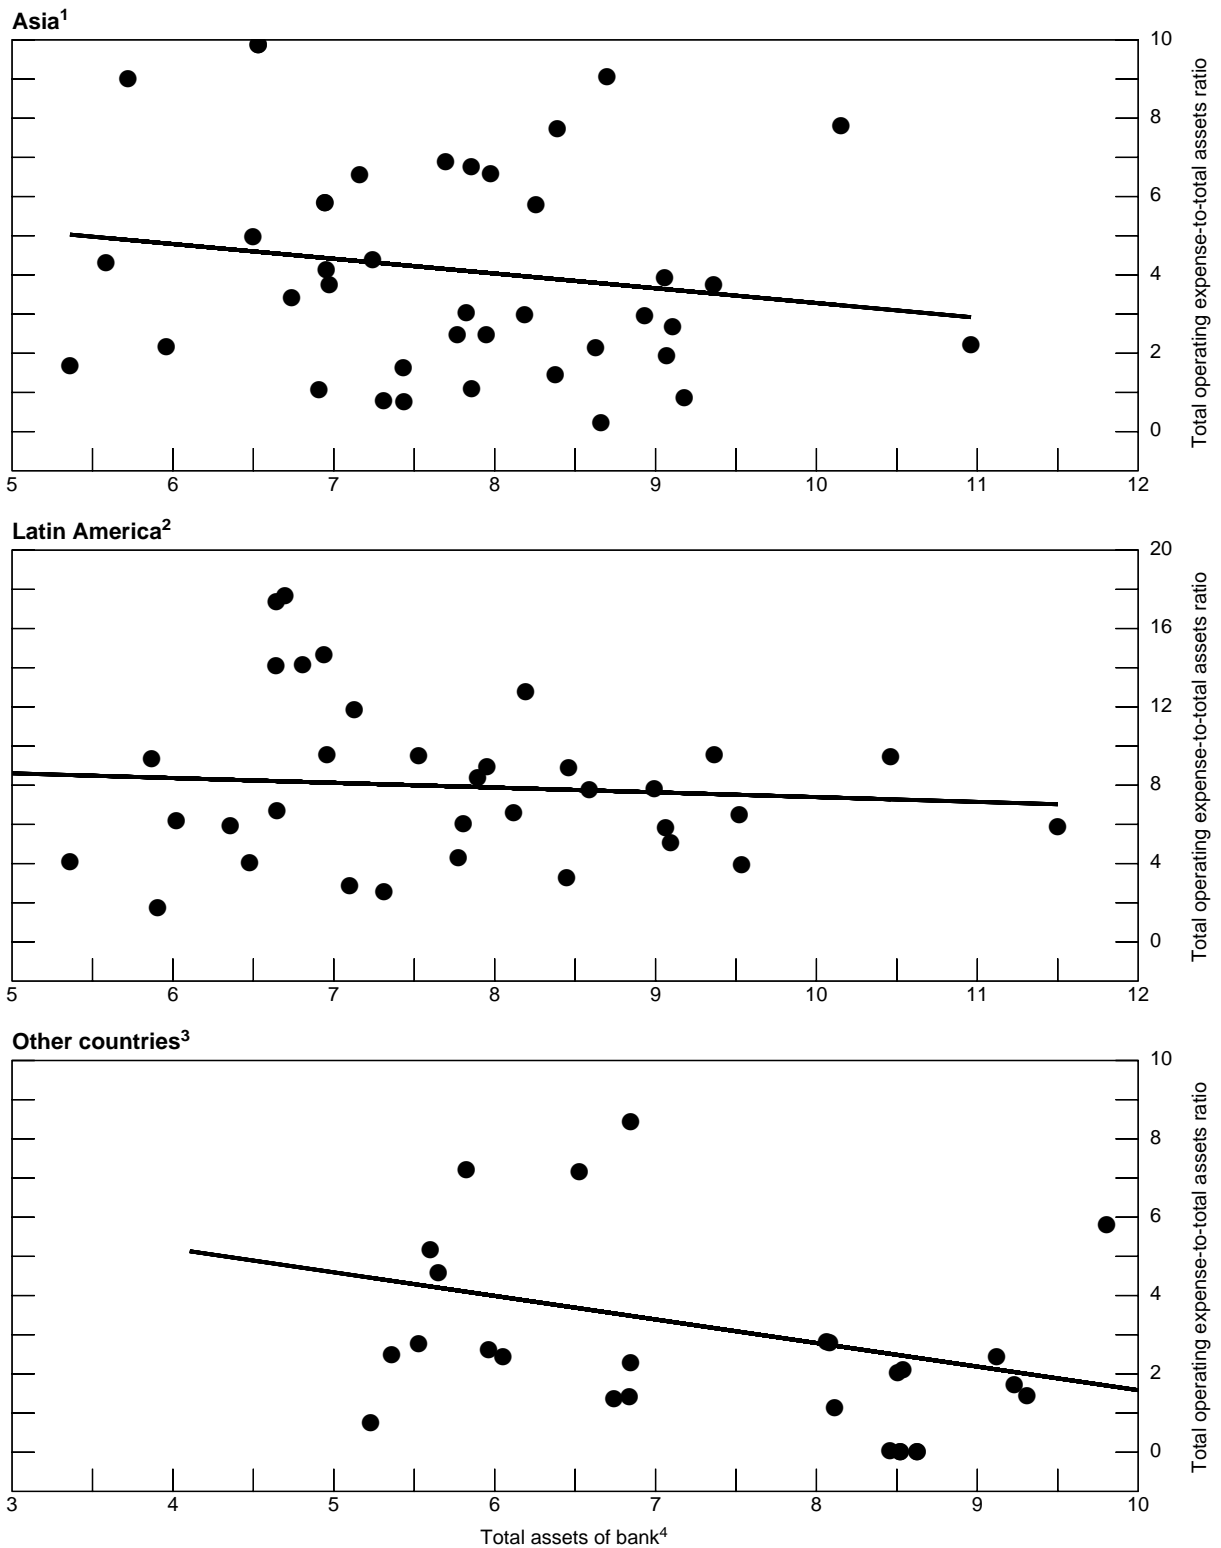 Asia¹
10
8
6
4
2
0
Total operating expense-to-total assets ratio
5 6 7 8 9 10 11 12
Latin America²
20
16
12
8
4
0
Total operating expense-to-total assets ratio
5 6 7 8 9 10 11 12
Other countries³
10
8
6
4
2
0
Total operating expense-to-total assets ratio
3 4 5 6 7 8 9 10
Total assets of bank⁴